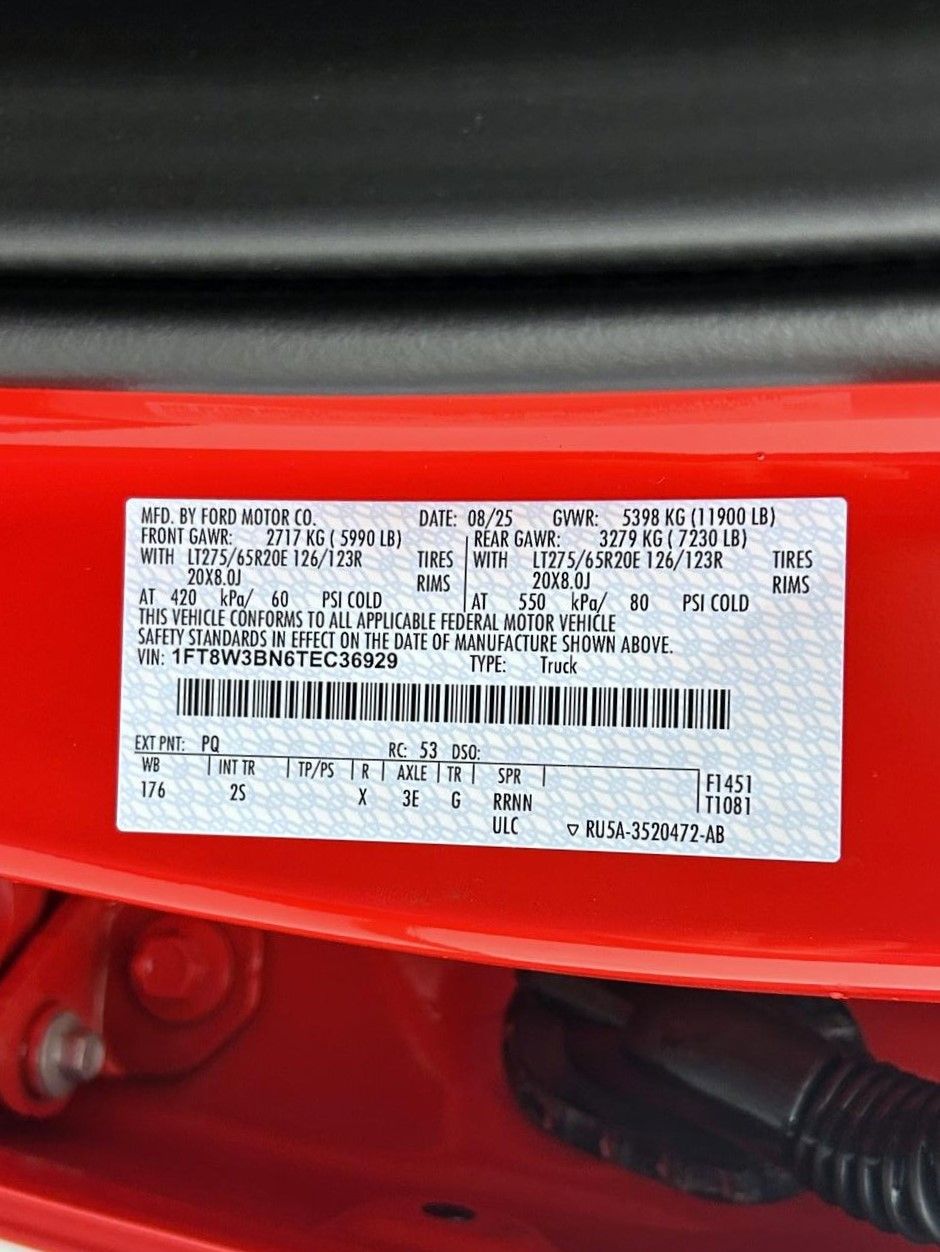 MFD. BY FORD MOTOR CO. DATE: 08/25 GVWR: 5398 KG (11900 LB)
FRONT GAWR: 2717 KG ( 5990 LB) REAR GAWR: 3279 KG ( 7230 LB)
WITH LT275/65R20E 126/123R TIRES WITH LT275/65R20E 126/123R TIRES
20X8.0J RIMS 20X8.0J RIMS
AT 420 kPa/ 60 PSI COLD AT 550 kPa/ 80 PSI COLD
THIS VEHICLE CONFORMS TO ALL APPLICABLE FEDERAL MOTOR VEHICLE
SAFETY STANDARDS IN EFFECT ON THE DATE OF MANUFACTURE SHOWN ABOVE.
VIN: 1FT8W3BN6TEC36929 TYPE: Truck
EXT PNT: PQ RC: 53 DSO:
WB INT TR TP/PS R AXLE TR SPR F1451
176 2S X 3E G RRNN T1081
ULC ▽ RU5A-3520472-AB